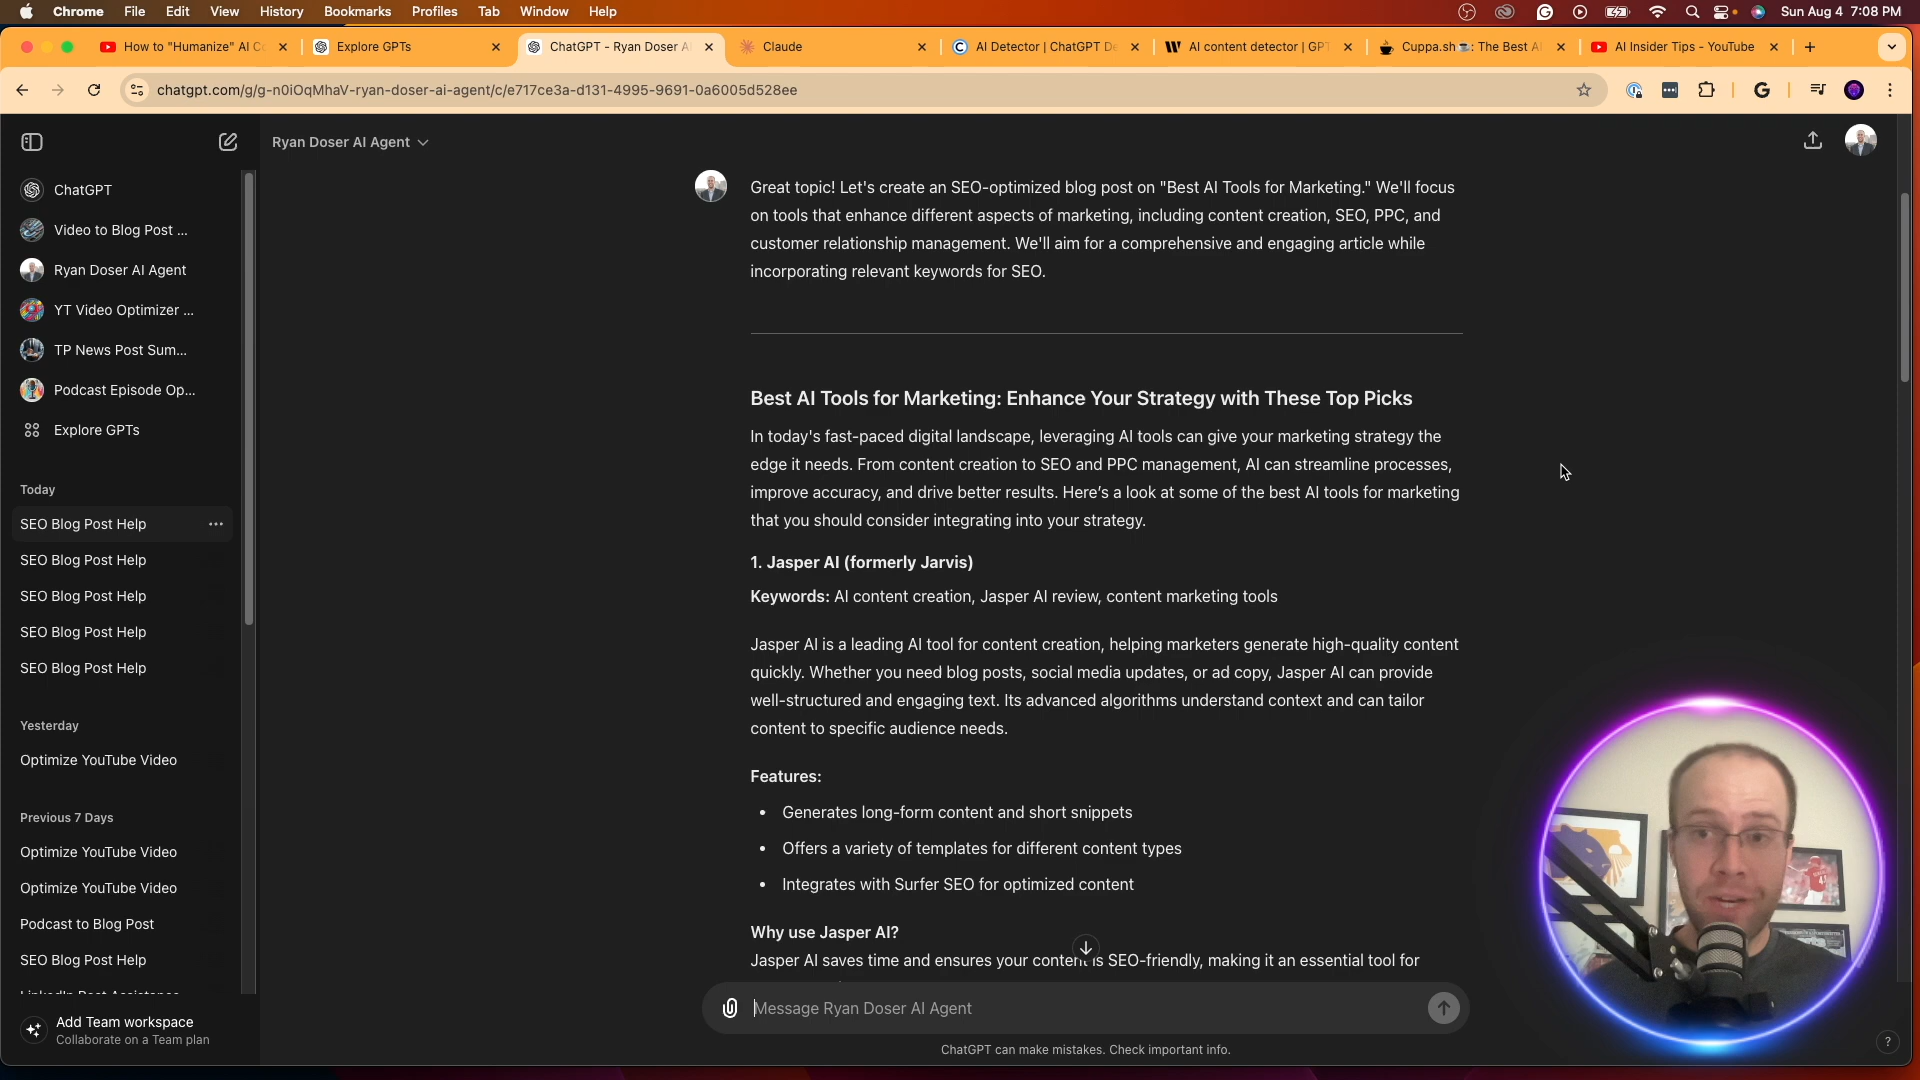 Chrome File Edit View History Bookmarks Profiles Tab Window Help
Sun Aug 4 7:08 PM
How to "Humanize" AI Co
Explore GPTs
ChatGPT - Ryan Doser AI
Claude
AI Detector | ChatGPT De
AI content detector | GPT
Cuppa.sh☕: The Best AI
AI Insider Tips - YouTube
chatgpt.com/g/g-n0iOqMhaV-ryan-doser-ai-agent/c/e717ce3a-d131-4995-9691-0a6005d528ee
Ryan Doser AI Agent
ChatGPT
Video to Blog Post ...
Ryan Doser AI Agent
YT Video Optimizer ...
TP News Post Sum...
Podcast Episode Op...
Explore GPTs
Today
SEO Blog Post Help
SEO Blog Post Help
SEO Blog Post Help
SEO Blog Post Help
SEO Blog Post Help
Yesterday
Optimize YouTube Video
Previous 7 Days
Optimize YouTube Video
Optimize YouTube Video
Podcast to Blog Post
SEO Blog Post Help
LinkedIn Post Assistance
Add Team workspace
Collaborate on a Team plan
Great topic! Let's create an SEO-optimized blog post on "Best AI Tools for Marketing." We'll focus
on tools that enhance different aspects of marketing, including content creation, SEO, PPC, and
customer relationship management. We'll aim for a comprehensive and engaging article while
incorporating relevant keywords for SEO.
Best AI Tools for Marketing: Enhance Your Strategy with These Top Picks
In today's fast-paced digital landscape, leveraging AI tools can give your marketing strategy the
edge it needs. From content creation to SEO and PPC management, AI can streamline processes,
improve accuracy, and drive better results. Here's a look at some of the best AI tools for marketing
that you should consider integrating into your strategy.
1. Jasper AI (formerly Jarvis)
Keywords: AI content creation, Jasper AI review, content marketing tools
Jasper AI is a leading AI tool for content creation, helping marketers generate high-quality content
quickly. Whether you need blog posts, social media updates, or ad copy, Jasper AI can provide
well-structured and engaging text. Its advanced algorithms understand context and can tailor
content to specific audience needs.
Features:
• Generates long-form content and short snippets
• Offers a variety of templates for different content types
• Integrates with Surfer SEO for optimized content
Why use Jasper AI?
Jasper AI saves time and ensures your content is SEO-friendly, making it an essential tool for
Message Ryan Doser AI Agent
ChatGPT can make mistakes. Check important info.
?